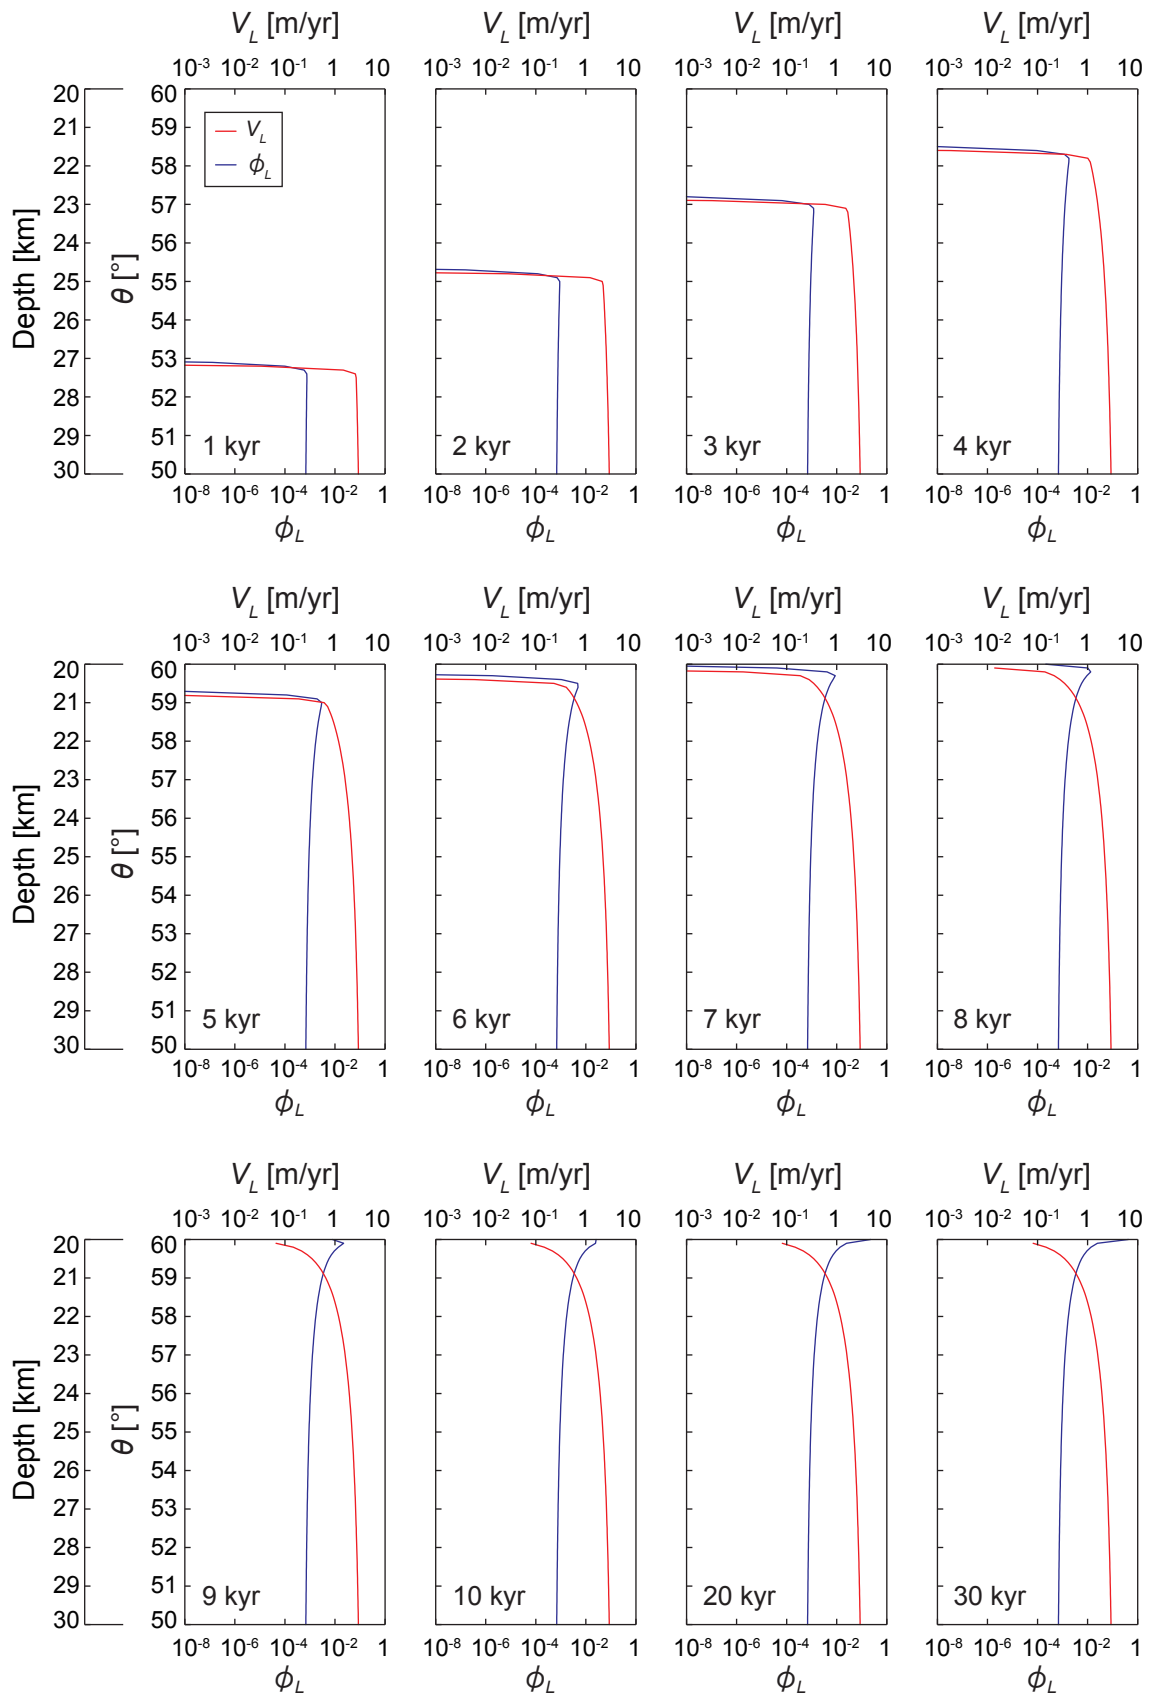 V_L [m/yr] V_L [m/yr] V_L [m/yr] V_L [m/yr]
10⁻³ 10⁻² 10⁻¹ 1 10 10⁻³ 10⁻² 10⁻¹ 1 10 10⁻³ 10⁻² 10⁻¹ 1 10 10⁻³ 10⁻² 10⁻¹ 1 10
20 60
21 59
22 58
23 57
24 56
25 55
26 54
27 53
28 52
29 51
30 50
Depth [km]
θ [°]
V_L
ϕ_L
1 kyr 2 kyr 3 kyr 4 kyr
10⁻⁸ 10⁻⁶ 10⁻⁴ 10⁻² 1 10⁻⁸ 10⁻⁶ 10⁻⁴ 10⁻² 1 10⁻⁸ 10⁻⁶ 10⁻⁴ 10⁻² 1 10⁻⁸ 10⁻⁶ 10⁻⁴ 10⁻² 1
ϕ_L ϕ_L ϕ_L ϕ_L
V_L [m/yr] V_L [m/yr] V_L [m/yr] V_L [m/yr]
10⁻³ 10⁻² 10⁻¹ 1 10 10⁻³ 10⁻² 10⁻¹ 1 10 10⁻³ 10⁻² 10⁻¹ 1 10 10⁻³ 10⁻² 10⁻¹ 1 10
20 60
21 59
22 58
23 57
24 56
25 55
26 54
27 53
28 52
29 51
30 50
Depth [km]
θ [°]
5 kyr 6 kyr 7 kyr 8 kyr
10⁻⁸ 10⁻⁶ 10⁻⁴ 10⁻² 1 10⁻⁸ 10⁻⁶ 10⁻⁴ 10⁻² 1 10⁻⁸ 10⁻⁶ 10⁻⁴ 10⁻² 1 10⁻⁸ 10⁻⁶ 10⁻⁴ 10⁻² 1
ϕ_L ϕ_L ϕ_L ϕ_L
V_L [m/yr] V_L [m/yr] V_L [m/yr] V_L [m/yr]
10⁻³ 10⁻² 10⁻¹ 1 10 10⁻³ 10⁻² 10⁻¹ 1 10 10⁻³ 10⁻² 10⁻¹ 1 10 10⁻³ 10⁻² 10⁻¹ 1 10
20 60
21 59
22 58
23 57
24 56
25 55
26 54
27 53
28 52
29 51
30 50
Depth [km]
θ [°]
9 kyr 10 kyr 20 kyr 30 kyr
10⁻⁸ 10⁻⁶ 10⁻⁴ 10⁻² 1 10⁻⁸ 10⁻⁶ 10⁻⁴ 10⁻² 1 10⁻⁸ 10⁻⁶ 10⁻⁴ 10⁻² 1 10⁻⁸ 10⁻⁶ 10⁻⁴ 10⁻² 1
ϕ_L ϕ_L ϕ_L ϕ_L